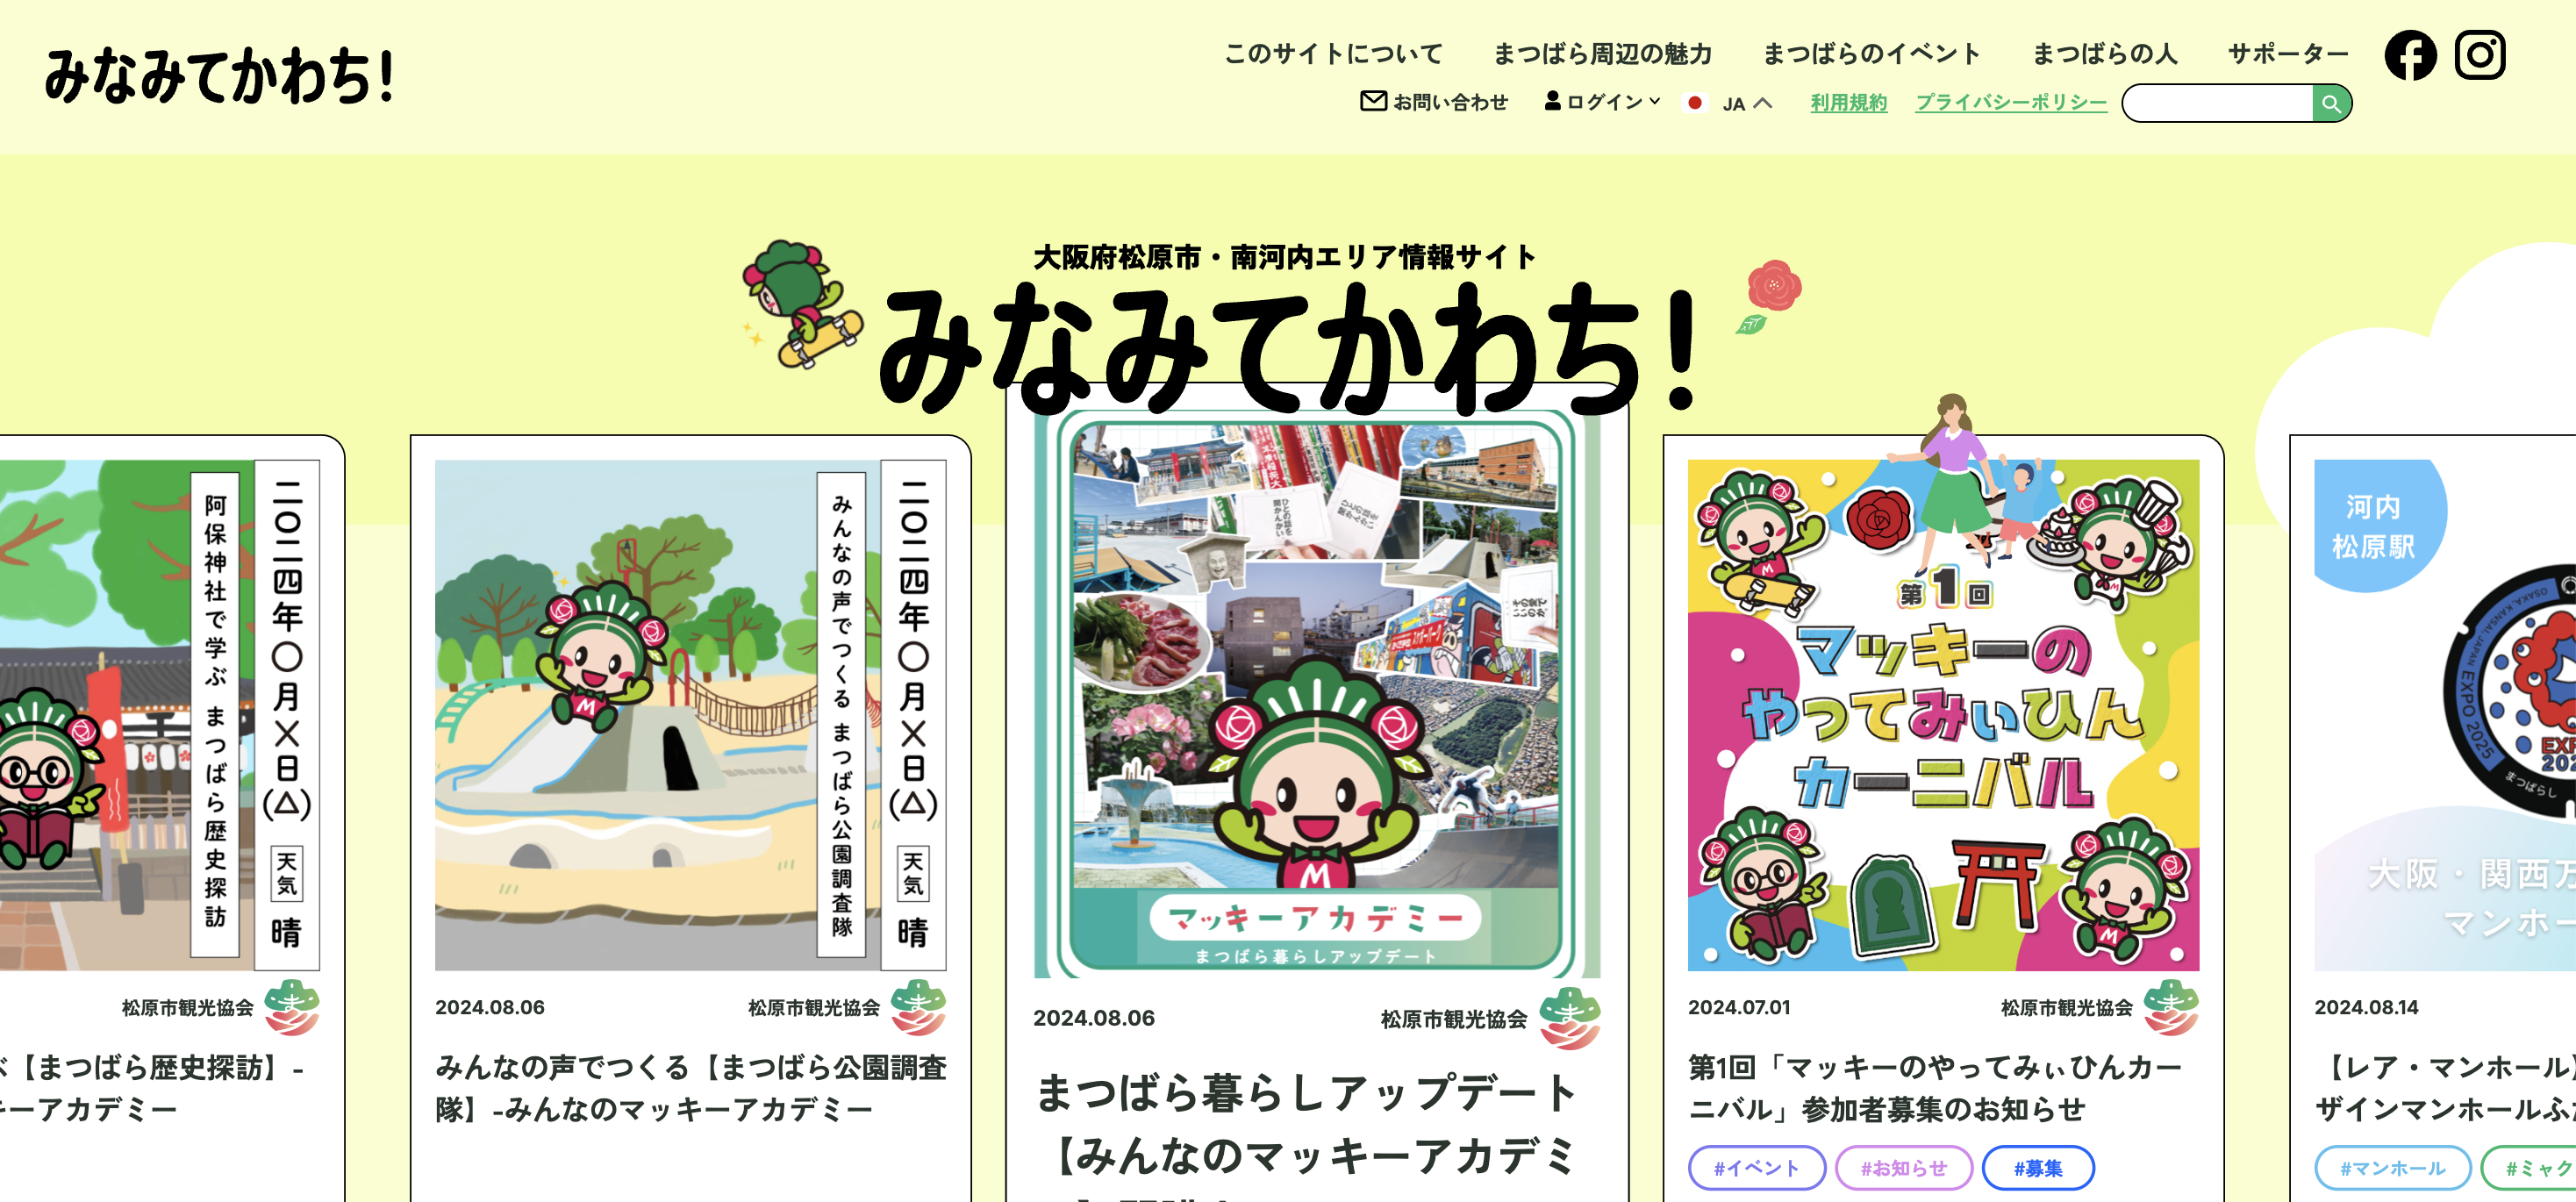 みなみてかわち!
このサイトについて
まつばら周辺の魅力
まつばらのイベント
まつばらの人
サポーター
お問い合わせ
ログイン
JA
利用規約
プライバシーポリシー
大阪府松原市・南河内エリア情報サイト
みなみてかわち!
二〇二四年〇月×日(△)
天気
晴
阿保神社で学ぶ まつばら歴史探訪
松原市観光協会
【まつばら歴史探訪】-
キーアカデミー
二〇二四年〇月×日(△)
天気
晴
みんなの声でつくる まつばら公園調査隊
M
2024.08.06
松原市観光協会
みんなの声でつくる【まつばら公園調査
隊】-みんなのマッキーアカデミー
M
マッキーアカデミー
まつばら暮らしアップデート
2024.08.06
松原市観光協会
まつばら暮らしアップデート
【みんなのマッキーアカデミ
第1回
マッキーの
やってみぃひん
カーニバル
2024.07.01
松原市観光協会
第1回「マッキーのやってみぃひんカー
ニバル」参加者募集のお知らせ
#イベント
#お知らせ
#募集
河内
松原駅
OSAKA, KANSAI, JAPAN EXPO 2025
まつばらし
大阪・関西万
マンホー
2024.08.14
【レア・マンホール】
ザインマンホールふた
#マンホール
#ミャク